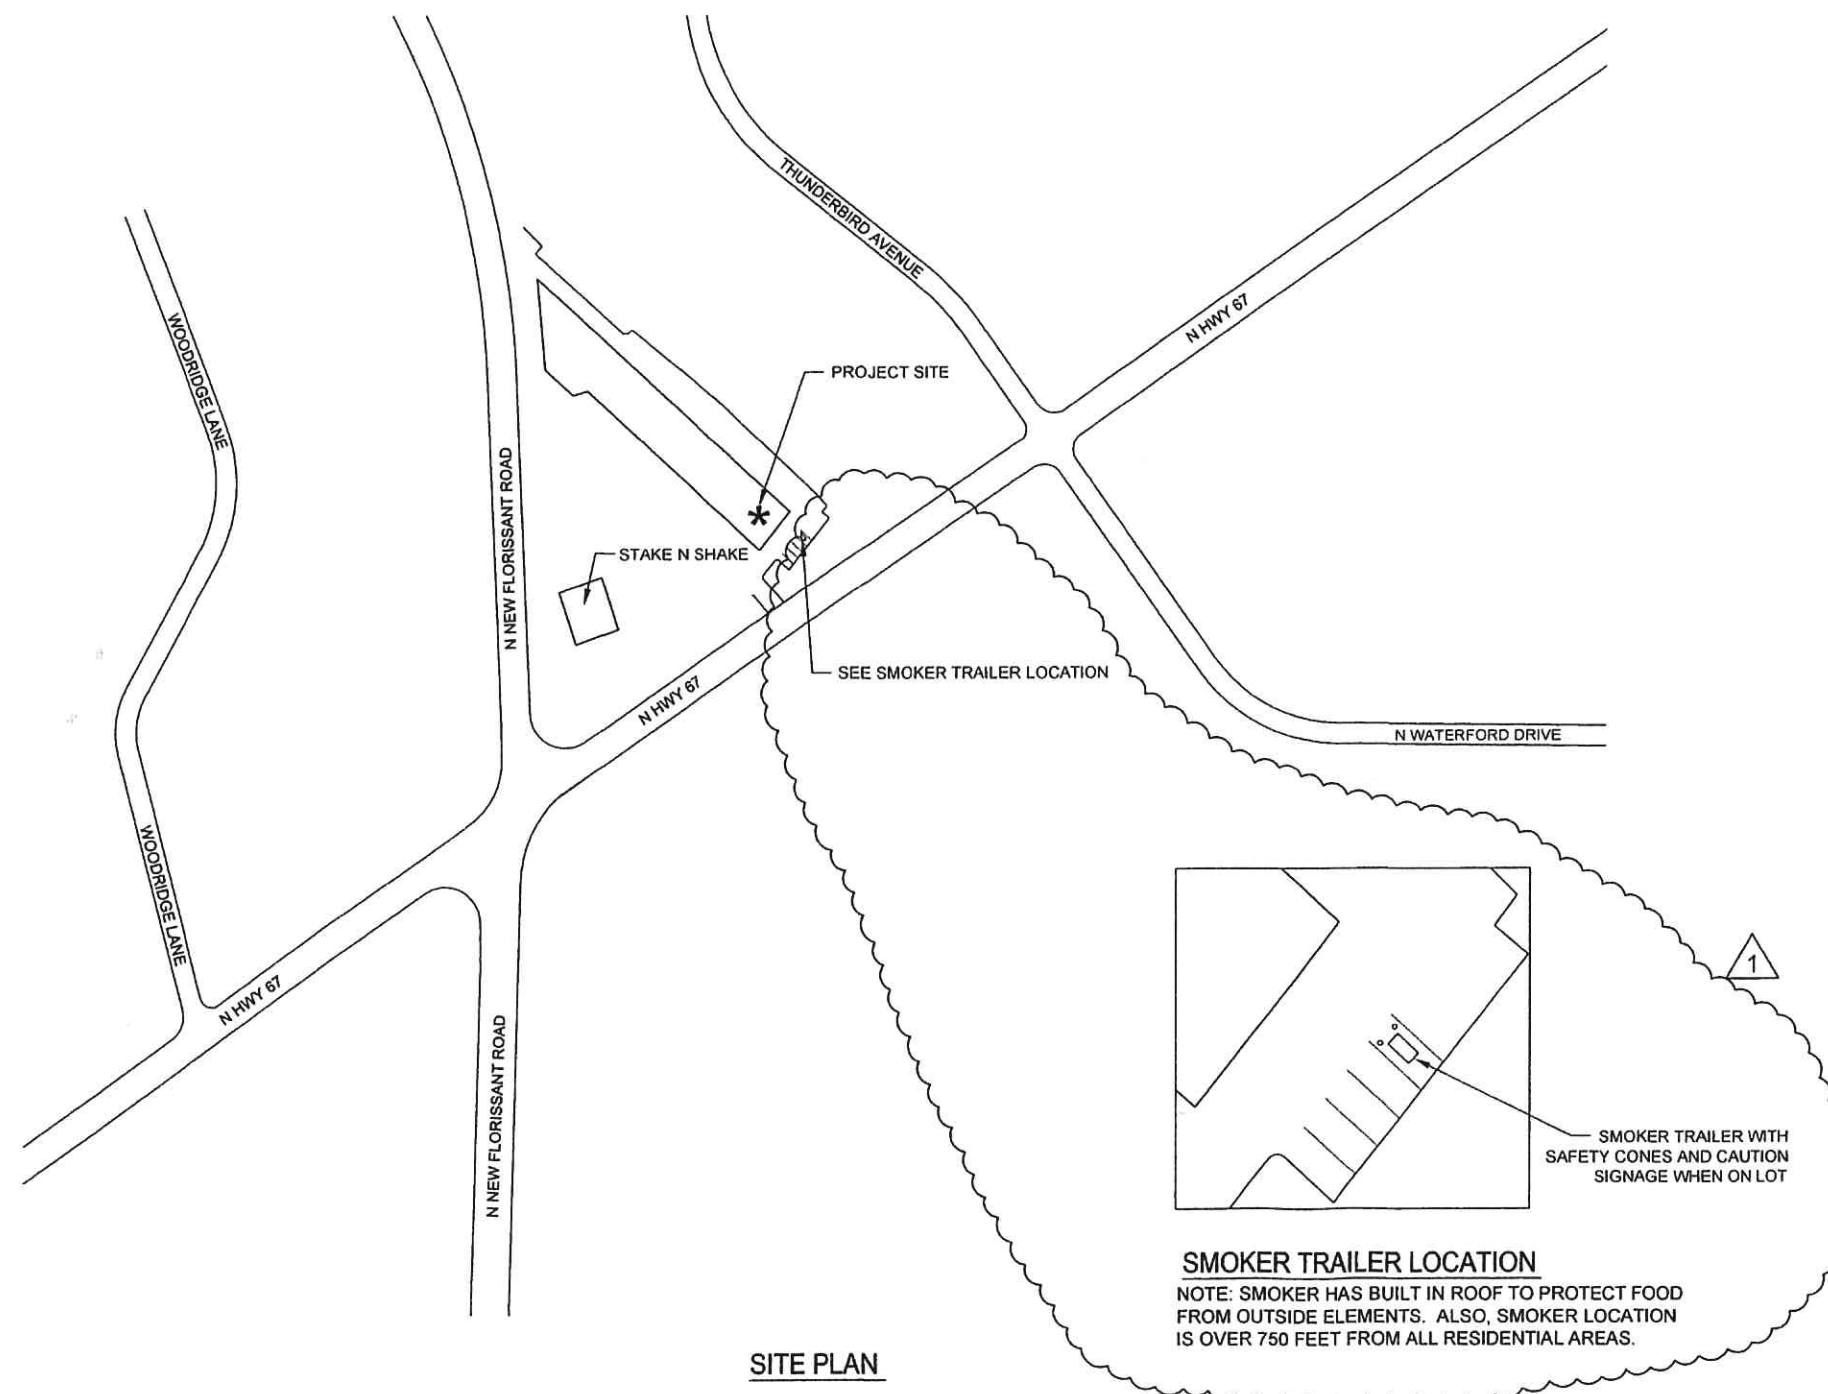 THUNDERBIRD AVENUE
N HWY 67
WOODRIDGE LANE
PROJECT SITE
N NEW FLORISSANT ROAD
*
STAKE N SHAKE
SEE SMOKER TRAILER LOCATION
N HWY 67
N WATERFORD DRIVE
WOODRIDGE LANE
N HWY 67
1
N NEW FLORISSANT ROAD
SMOKER TRAILER WITH
SAFETY CONES AND CAUTION
SIGNAGE WHEN ON LOT
SMOKER TRAILER LOCATION
NOTE: SMOKER HAS BUILT IN ROOF TO PROTECT FOOD
FROM OUTSIDE ELEMENTS. ALSO, SMOKER LOCATION
IS OVER 750 FEET FROM ALL RESIDENTIAL AREAS.
SITE PLAN